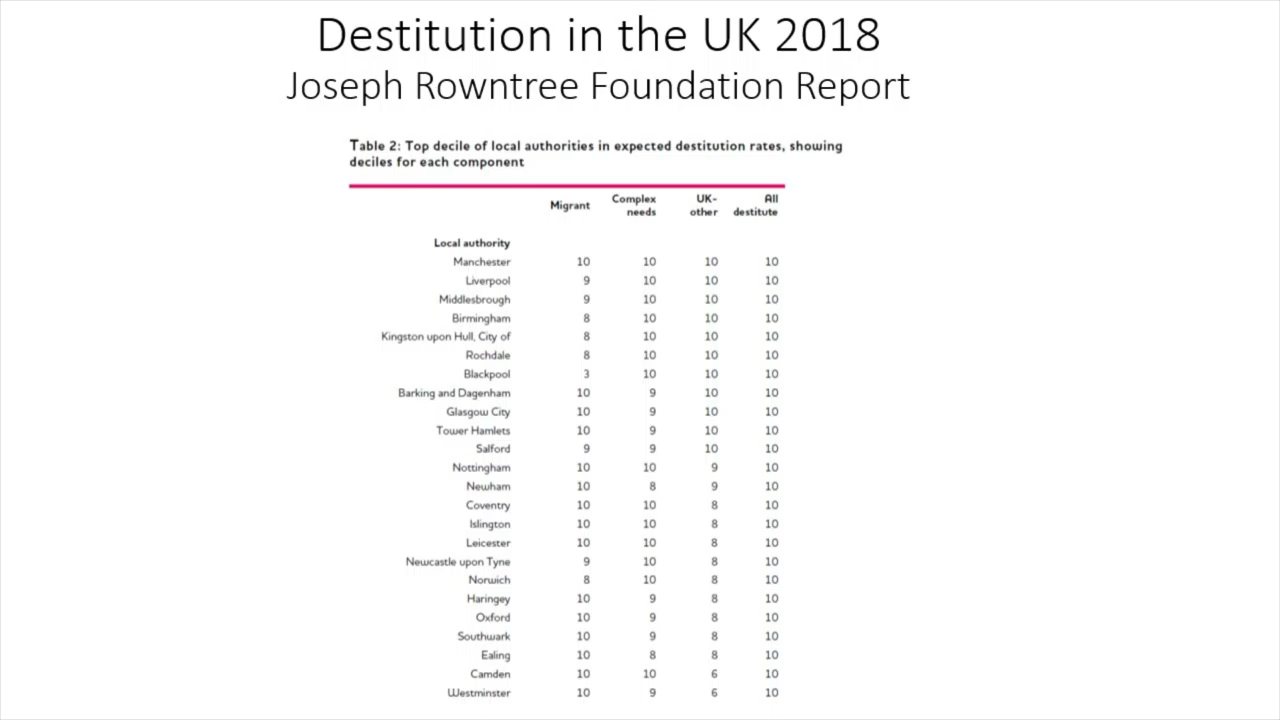 Destitution in the UK 2018
Joseph Rowntree Foundation Report
Table 2: Top decile of local authorities in expected destitution rates, showing
deciles for each component
Migrant Complex needs UK-other All destitute
Local authority
Manchester 10 10 10 10
Liverpool 9 10 10 10
Middlesbrough 9 10 10 10
Birmingham 8 10 10 10
Kingston upon Hull, City of 8 10 10 10
Rochdale 8 10 10 10
Blackpool 3 10 10 10
Barking and Dagenham 10 9 10 10
Glasgow City 10 9 10 10
Tower Hamlets 10 9 10 10
Salford 9 9 10 10
Nottingham 10 10 9 10
Newham 10 8 9 10
Coventry 10 10 8 10
Islington 10 10 8 10
Leicester 10 10 8 10
Newcastle upon Tyne 9 10 8 10
Norwich 8 10 8 10
Haringey 10 9 8 10
Oxford 10 9 8 10
Southwark 10 9 8 10
Ealing 10 8 8 10
Camden 10 10 6 10
Westminster 10 9 6 10